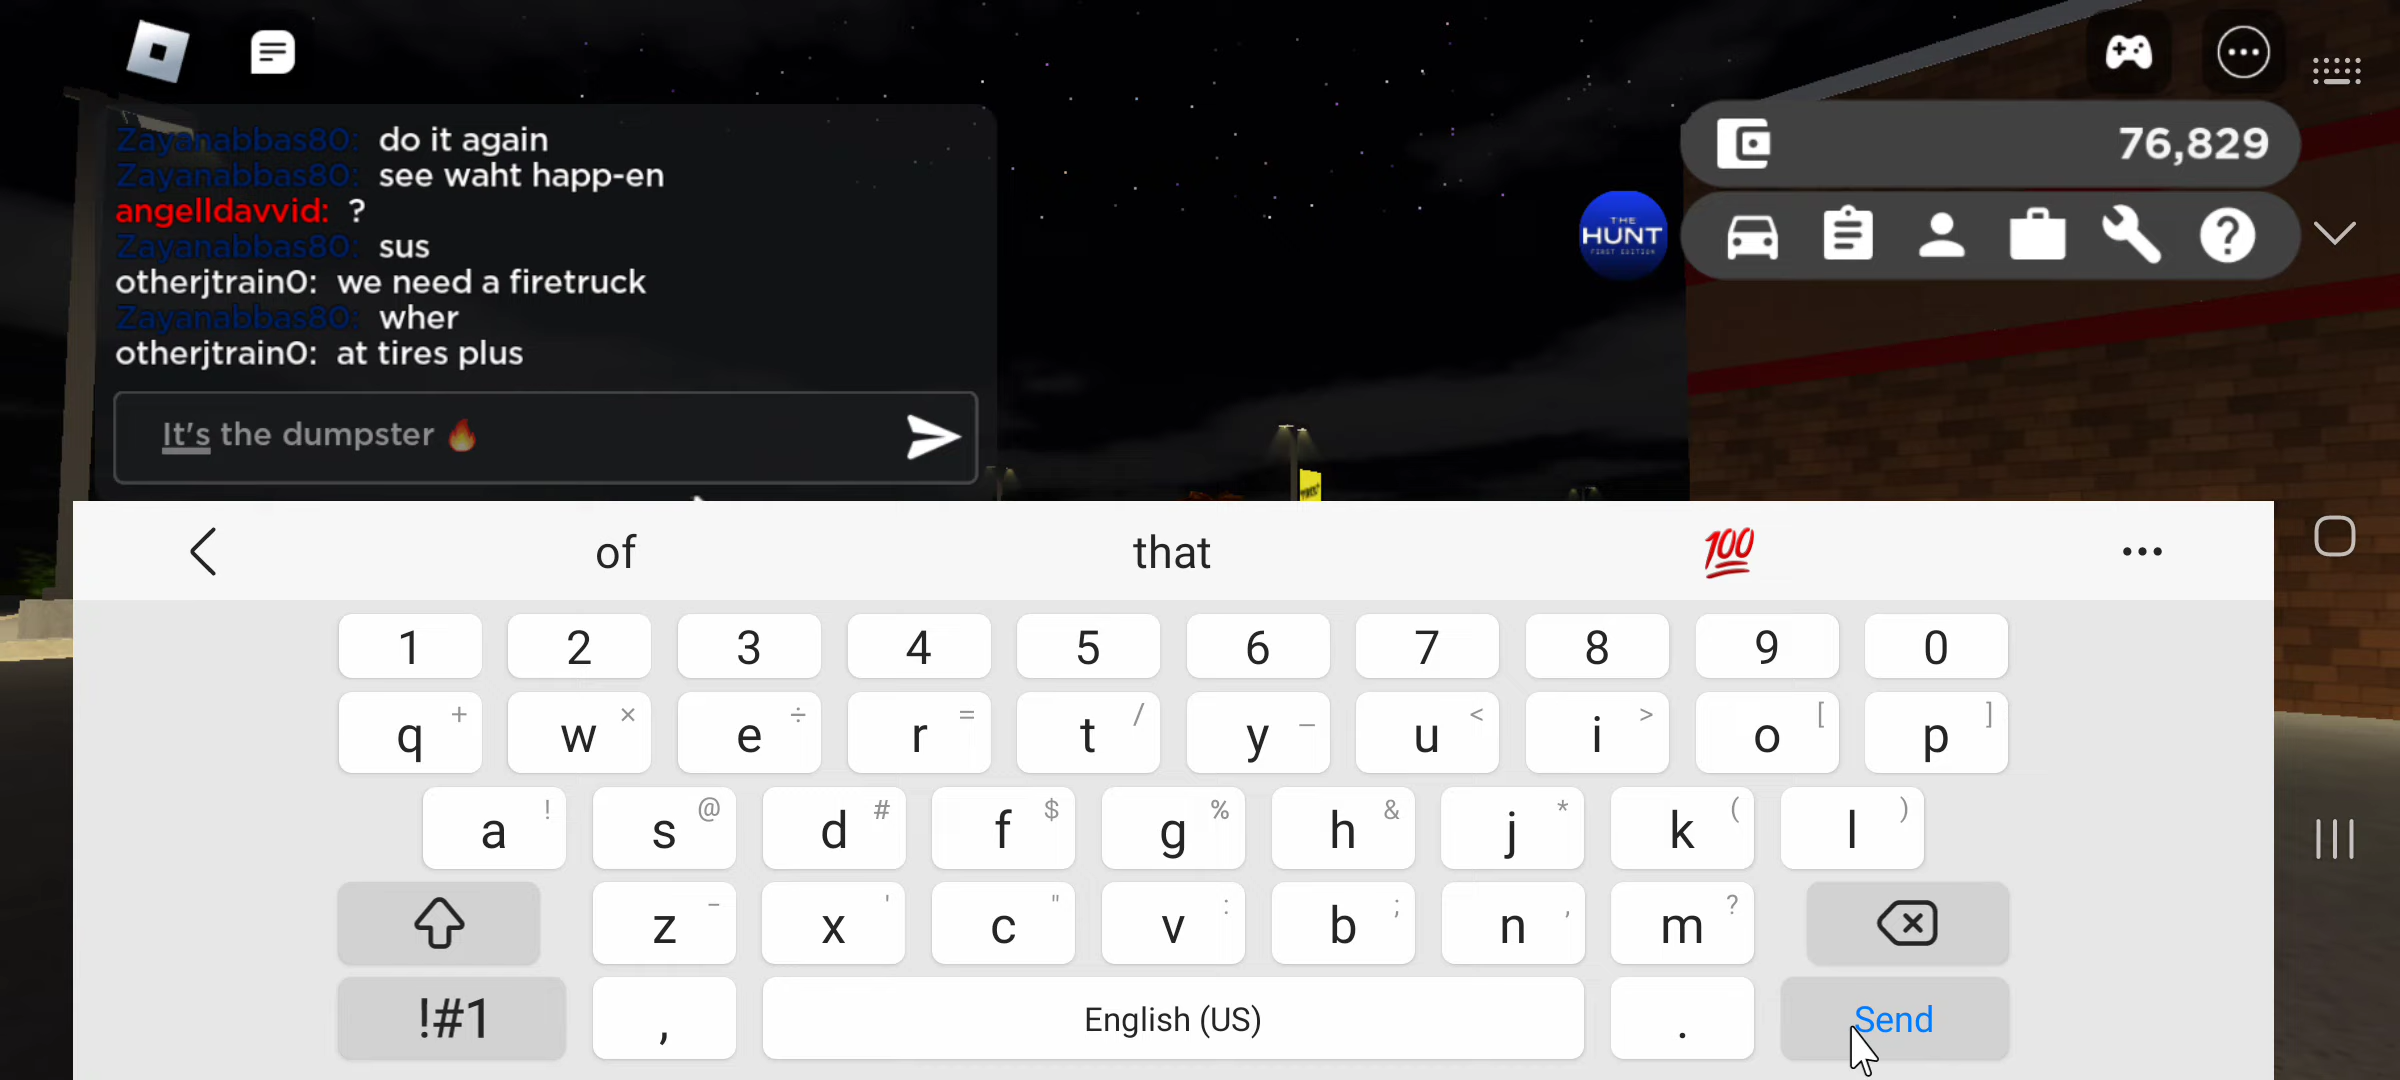 Zayanabbas80: do it again
76,829
Zayanabbas80: see waht happ-en
angelldavvid: ?
THE
HUNT
FIRST EDITION
Zayanabbas80: sus
otherjtrain0: we need a firetruck
Zayanabbas80: wher
otherjtrain0: at tires plus
It's the dumpster 🔥
of that 💯 ...
1 2 3 4 5 6 7 8 9 0
q + w × e ÷ r = t / y _ u < i > o [ p ]
a ! s @ d # f $ g % h & j * k ( l )
z - x ' c " v : b ; n , m ?
!#1 , English (US) . Send